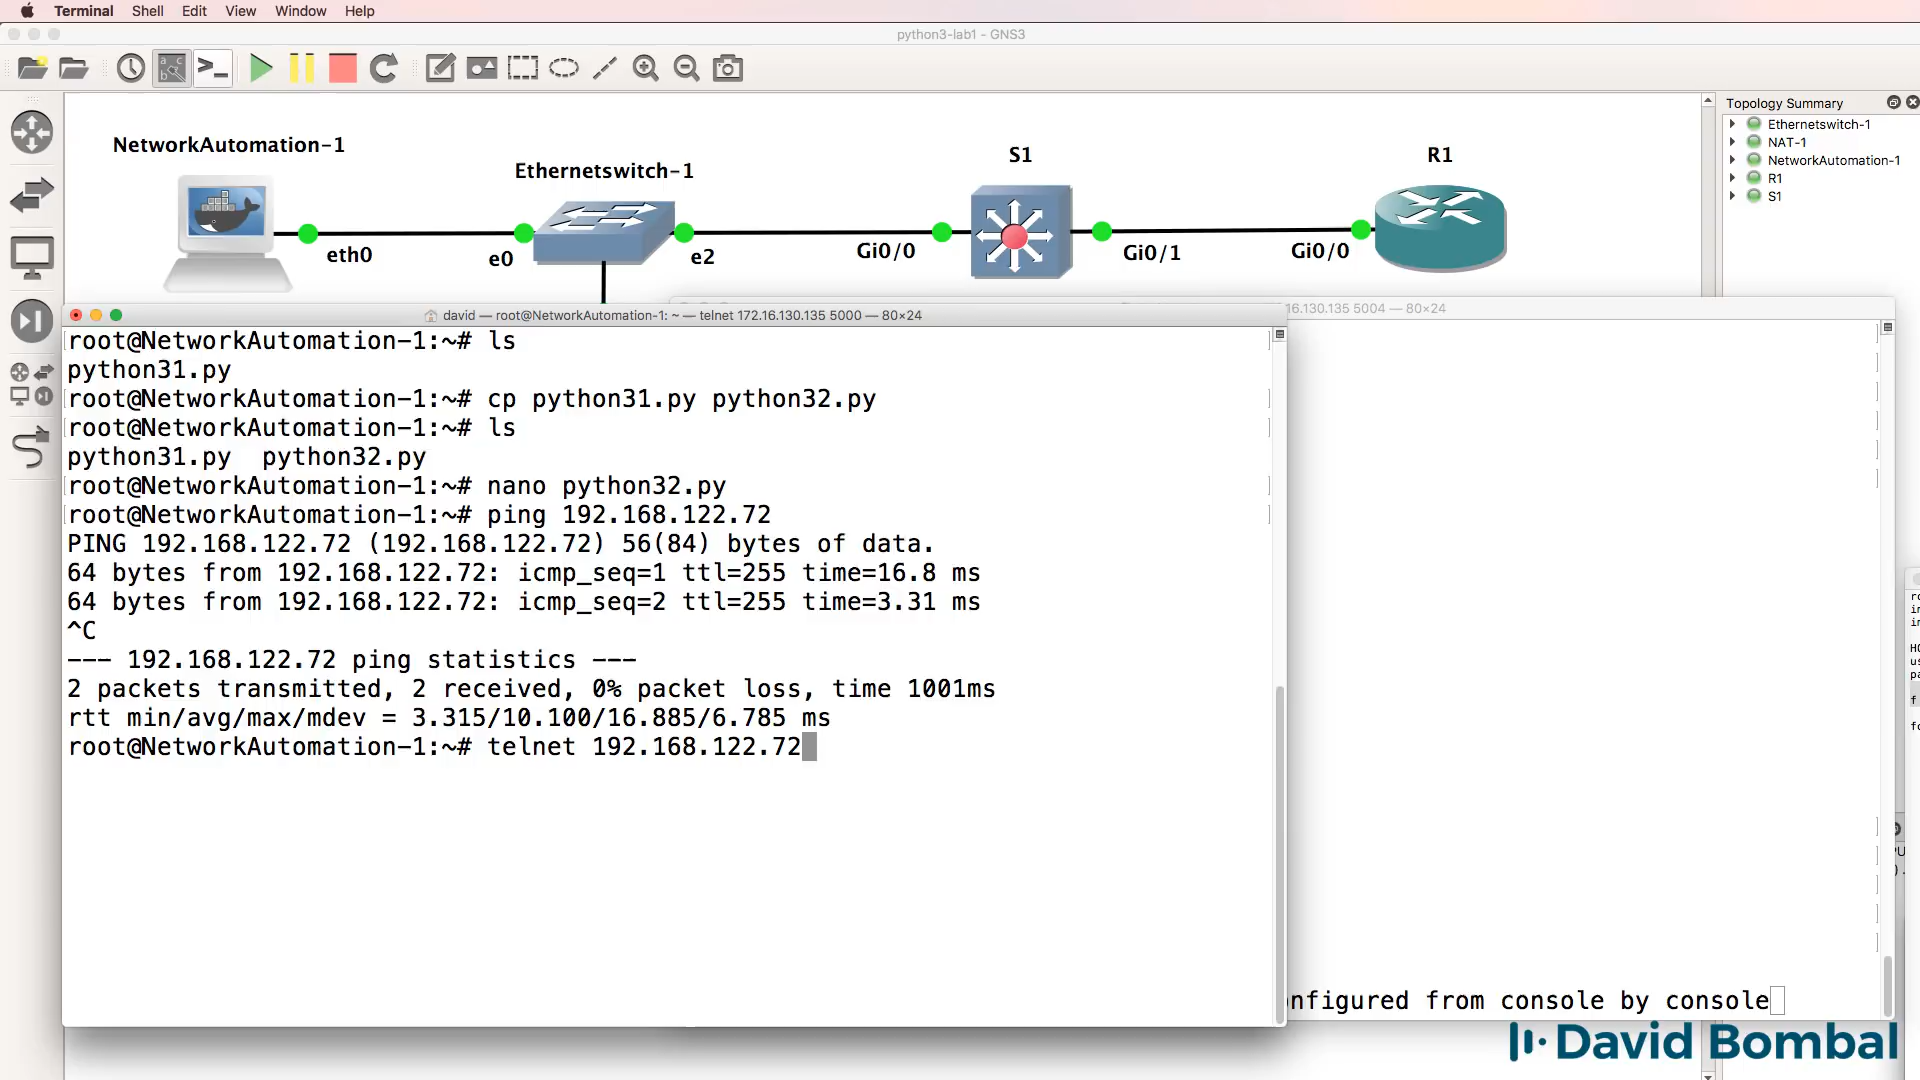 Terminal Shell Edit View Window Help
python3-lab1 - GNS3
NetworkAutomation-1
Ethernetswitch-1
S1
R1
eth0
e0
e2
Gi0/0
Gi0/1
Gi0/0
Topology Summary
Ethernetswitch-1
NAT-1
NetworkAutomation-1
R1
S1
david — root@NetworkAutomation-1: ~ — telnet 172.16.130.135 5000 — 80×24
16.130.135 5004 — 80×24
root@NetworkAutomation-1:~# ls
python31.py
root@NetworkAutomation-1:~# cp python31.py python32.py
root@NetworkAutomation-1:~# ls
python31.py  python32.py
root@NetworkAutomation-1:~# nano python32.py
root@NetworkAutomation-1:~# ping 192.168.122.72
PING 192.168.122.72 (192.168.122.72) 56(84) bytes of data.
64 bytes from 192.168.122.72: icmp_seq=1 ttl=255 time=16.8 ms
64 bytes from 192.168.122.72: icmp_seq=2 ttl=255 time=3.31 ms
^C
--- 192.168.122.72 ping statistics ---
2 packets transmitted, 2 received, 0% packet loss, time 1001ms
rtt min/avg/max/mdev = 3.315/10.100/16.885/6.785 ms
root@NetworkAutomation-1:~# telnet 192.168.122.72
nfigured from console by console
David Bombal